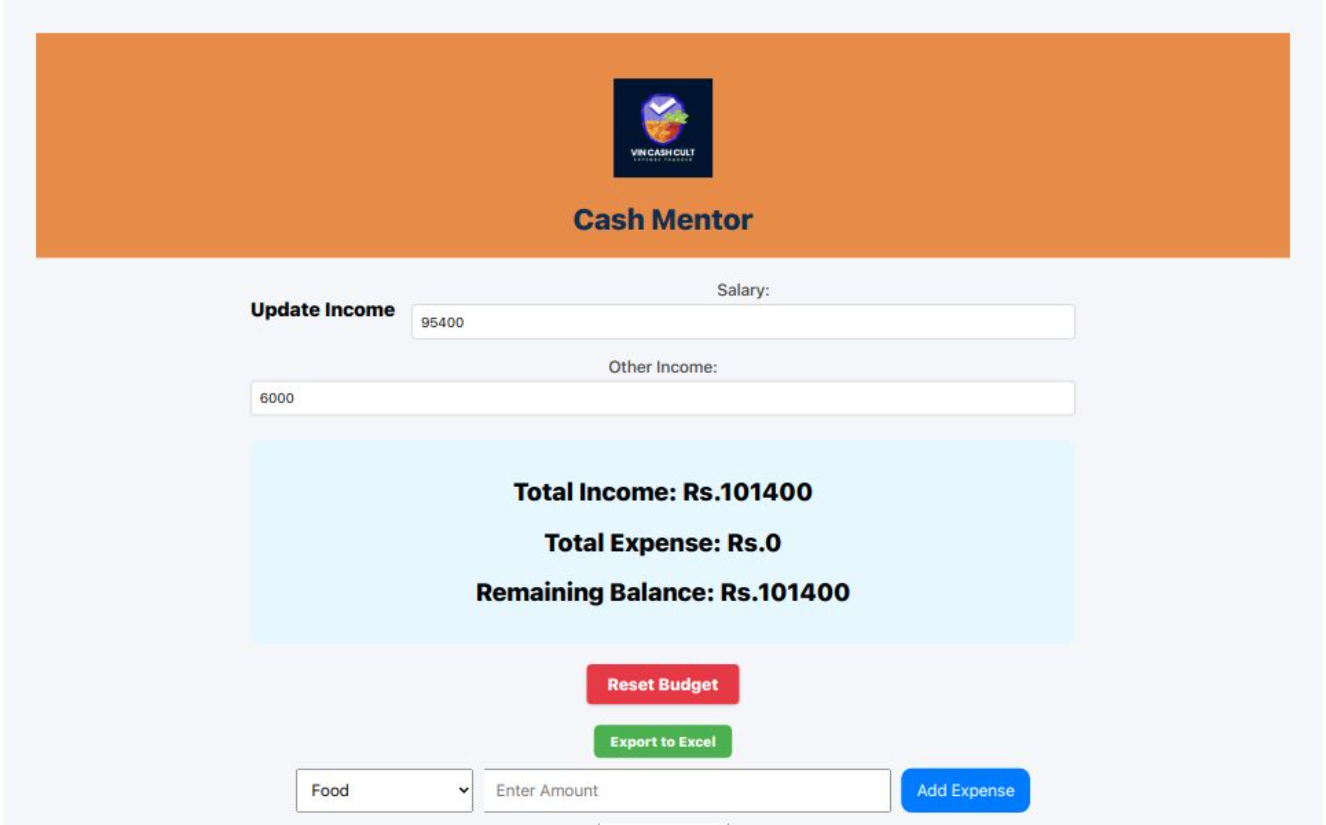 VIN CASH CULT
EXPENSE TRACKER
Cash Mentor
Salary:
Update Income
95400
Other Income:
6000
Total Income: Rs.101400
Total Expense: Rs.0
Remaining Balance: Rs.101400
Reset Budget
Export to Excel
Food
Enter Amount
Add Expense